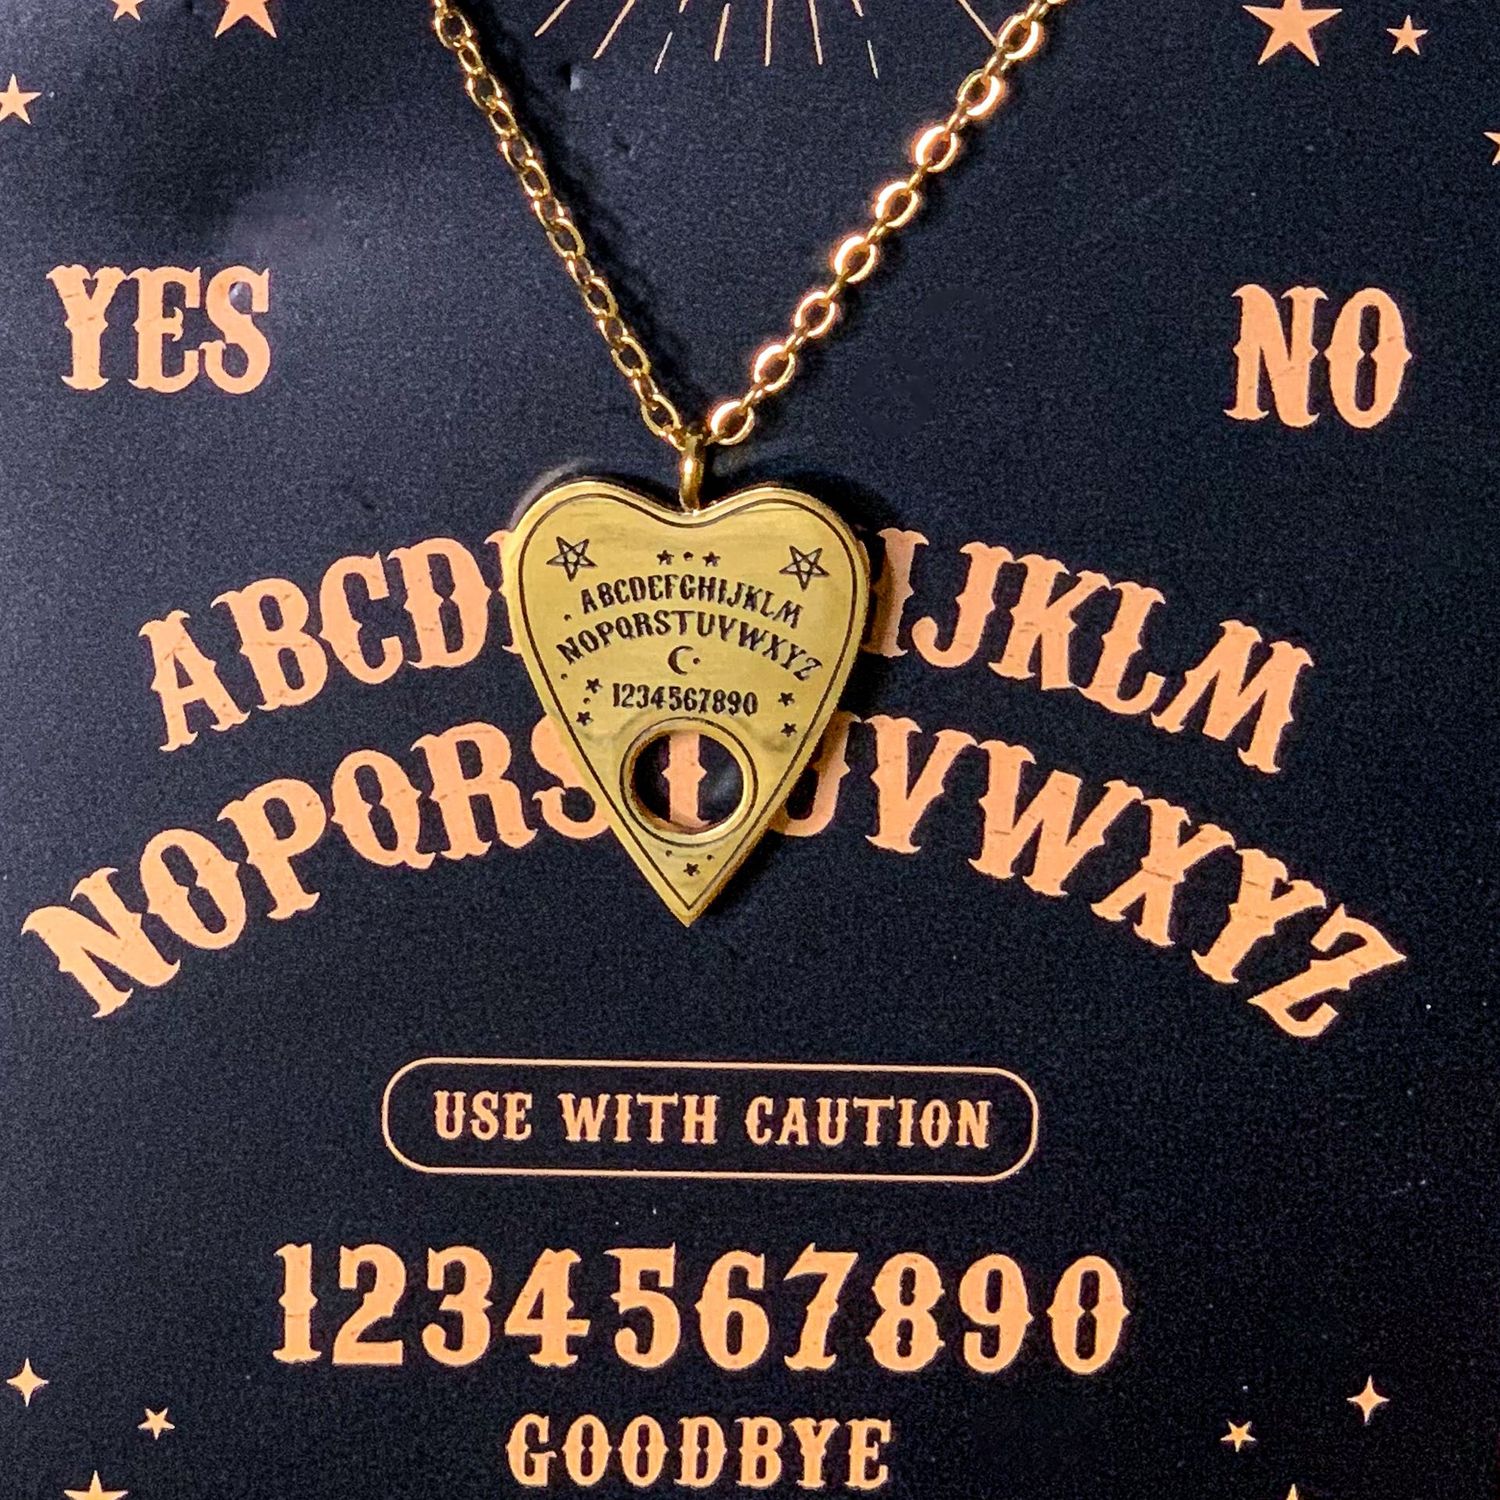 YES NO
ABCD IJKLM
NOPQRS T UVWXYZ
ABCDEFGHIJKLM
NOPQRSTUVWXYZ
1234567890
USE WITH CAUTION
1234567890
GOODBYE